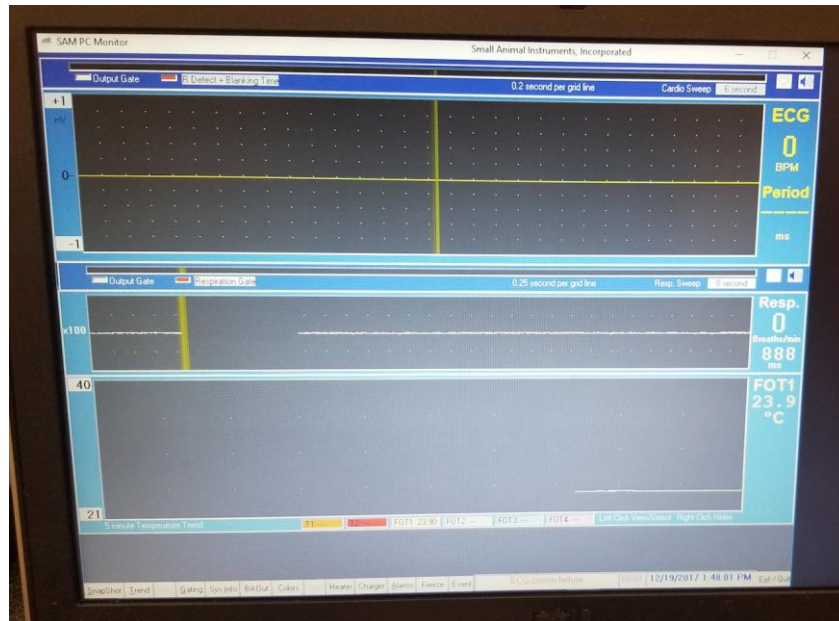 SAM PC Monitor
Small Animal Instruments, Incorporated
Output Gate
R Detect + Blanking Time
0.2 second per grid line
Cardio Sweep
6 second
+1
mV
0
-1
ECG
0
BPM
Period
----
ms
Output Gate
Respiration Gate
0.25 second per grid line
Resp. Sweep
8 second
x100
Resp.
0
Breaths/min
888
ms
40
21
FOT1
23.9
°C
5 minute Temperature Trend
T1 ---
T2 ---
FOT1 23.90
FOT2 ---
FOT3 ---
FOT4 ---
Left Click View/Select Right Click Hides
SnapShot Trend Gating Sys Info BrkOut Colors Heater Charger Alarms Freeze Event
ECG comm failure
12/19/2017 1:48:01 PM